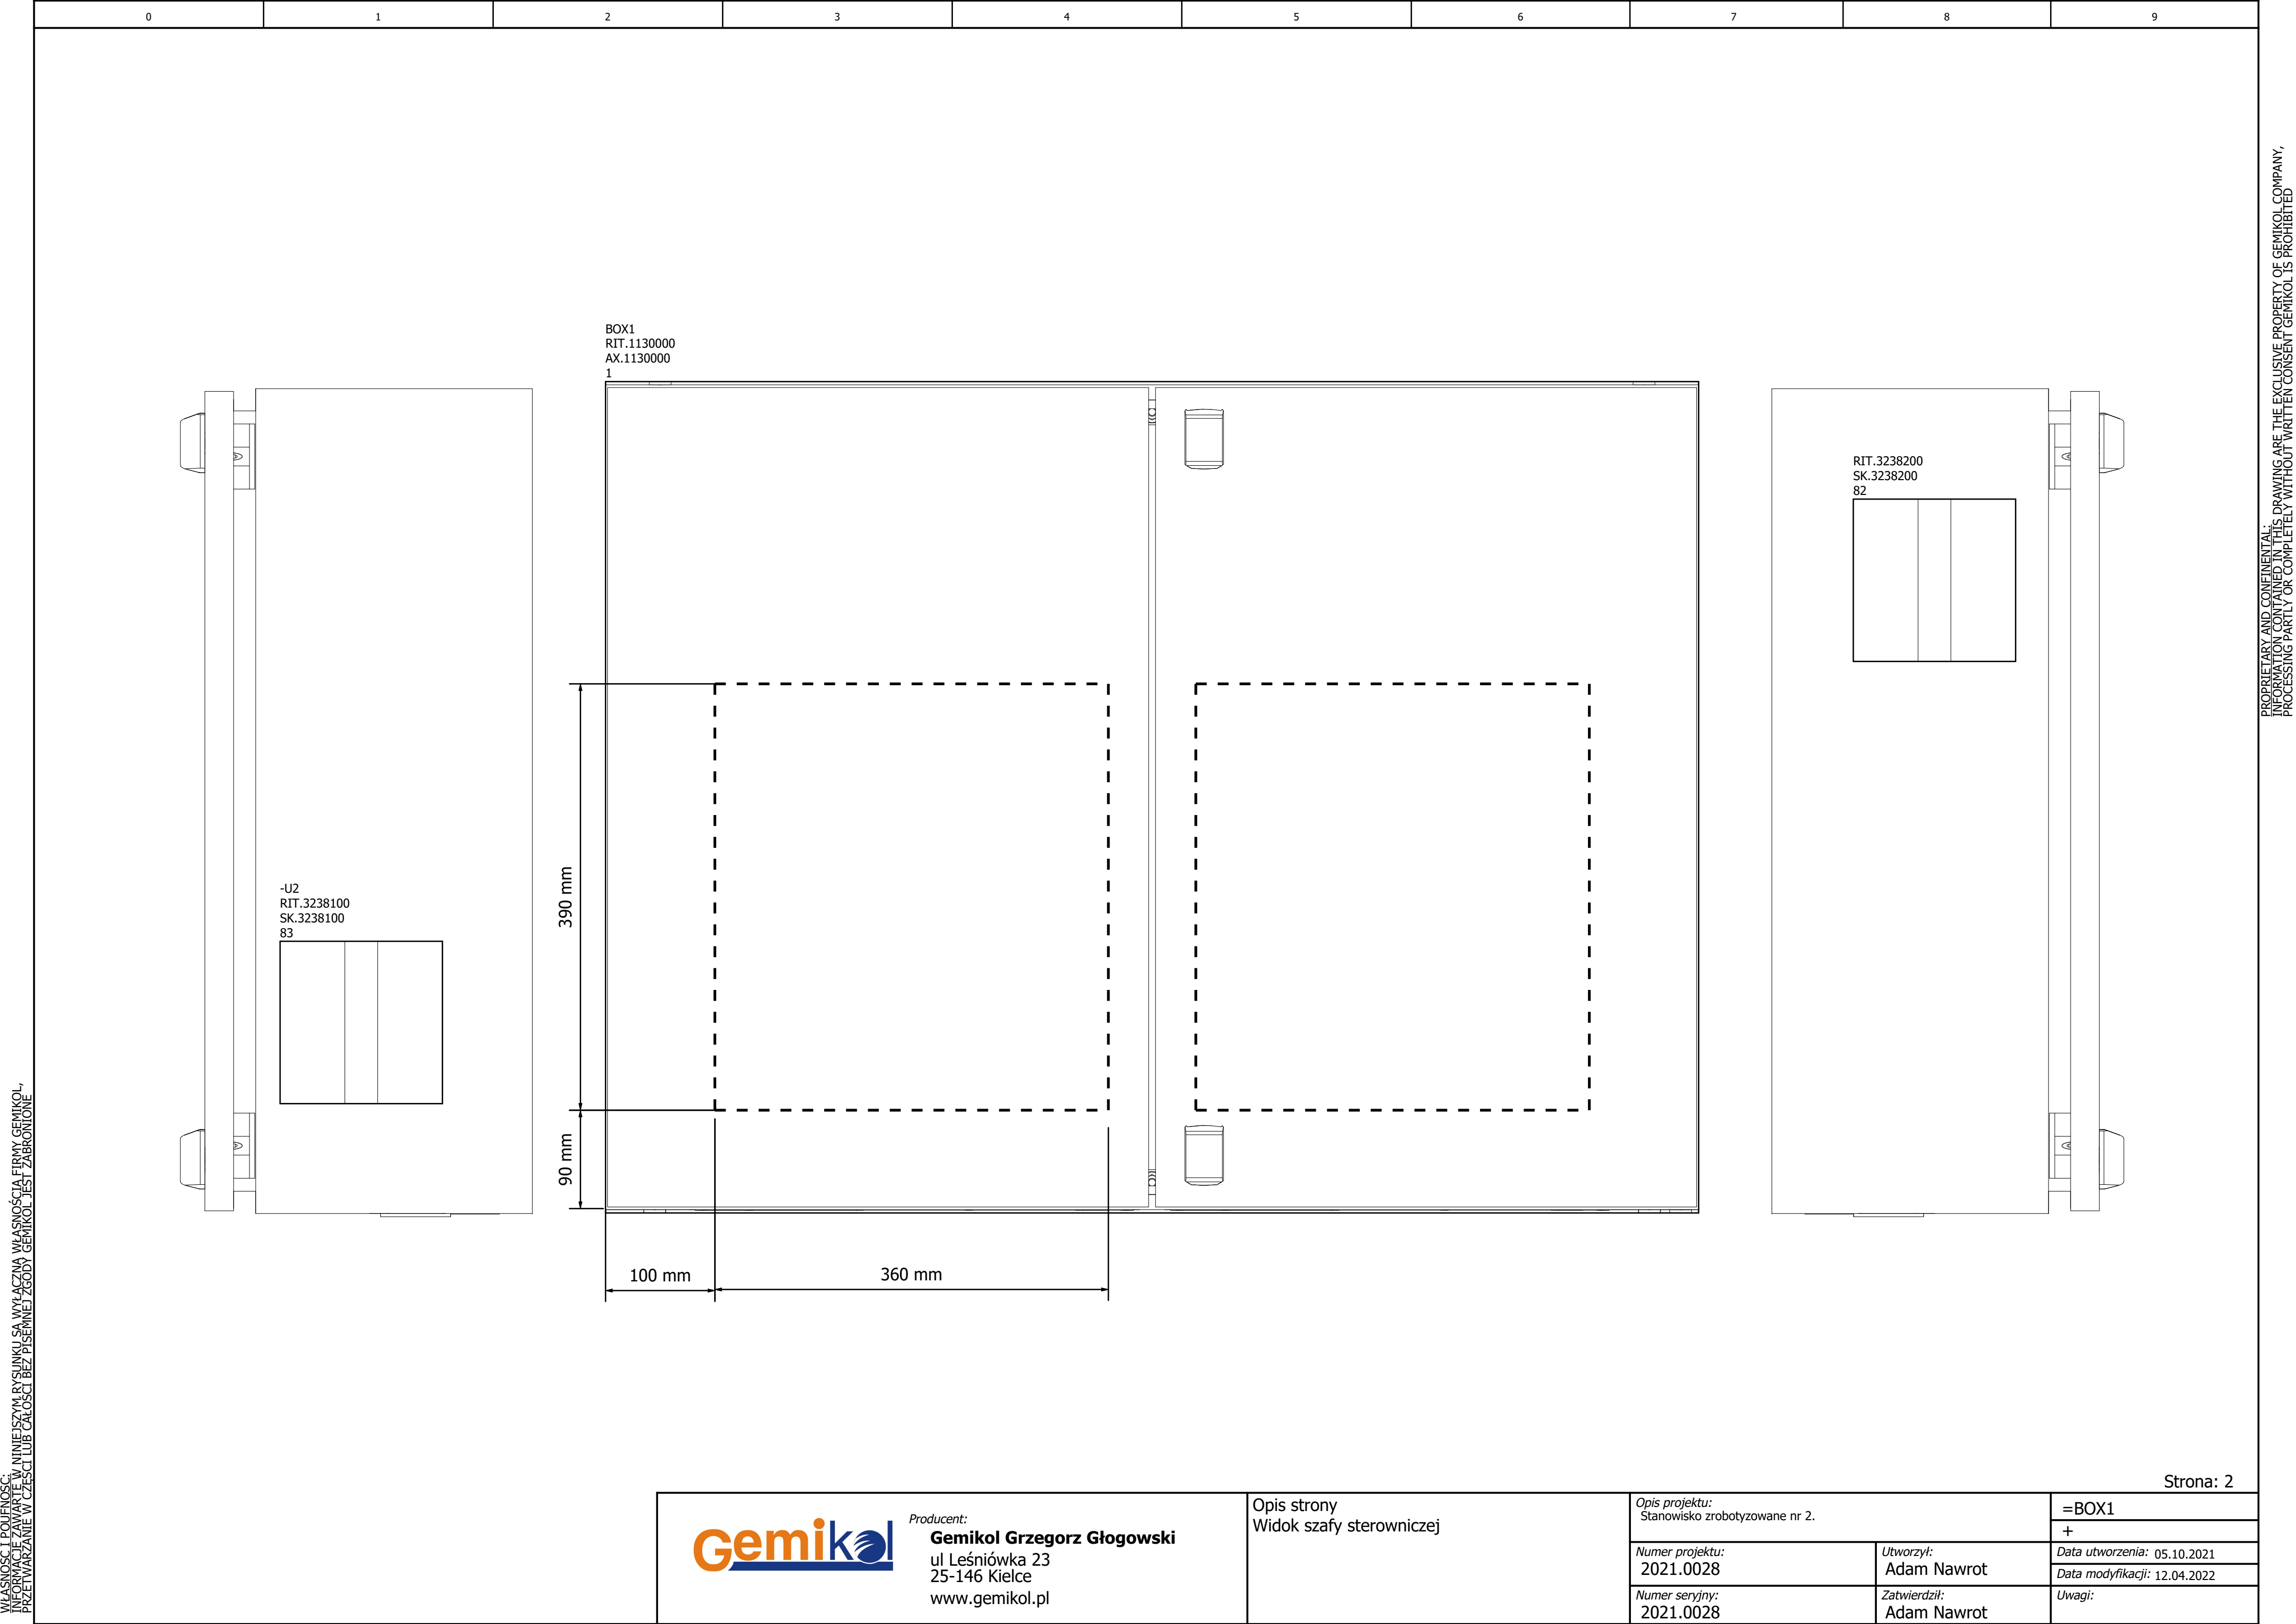 0 1 2 3 4 5 6 7 8 9
PROPRIETARY AND CONFINENTAL:
INFORMATION CONTAINED IN THIS DRAWING ARE THE EXCLUSIVE PROPERTY OF GEMIKOL COMPANY,
PROCESSING PARTLY OR COMPLETELY WITHOUT WRITTEN CONSENT GEMIKOL IS PROHIBITED
BOX1
RIT.1130000
AX.1130000
1
RIT.3238200
SK.3238200
82
-U2
RIT.3238100
SK.3238100
83
390 mm
90 mm
100 mm
360 mm
WŁASNOŚĆ I POUFNOŚĆ:
INFORMACJE ZAWARTE W NINIEJSZYM RYSUNKU SĄ WYŁĄCZNĄ WŁASNOŚCIĄ FIRMY GEMIKOL,
PRZETWARZANIE W CZĘŚCI LUB CAŁOŚCI BEZ PISEMNEJ ZGODY GEMIKOL JEST ZABRONIONE
Strona: 2
Gemikol
Producent:
Gemikol Grzegorz Głogowski
ul Leśniówka 23
25-146 Kielce
www.gemikol.pl
Opis strony
Widok szafy sterowniczej
Opis projektu:
Stanowisko zrobotyzowane nr 2.
Numer projektu:
2021.0028
Numer seryjny:
2021.0028
Utworzył:
Adam Nawrot
Zatwierdził:
Adam Nawrot
=BOX1
+
Data utworzenia: 05.10.2021
Data modyfikacji: 12.04.2022
Uwagi: